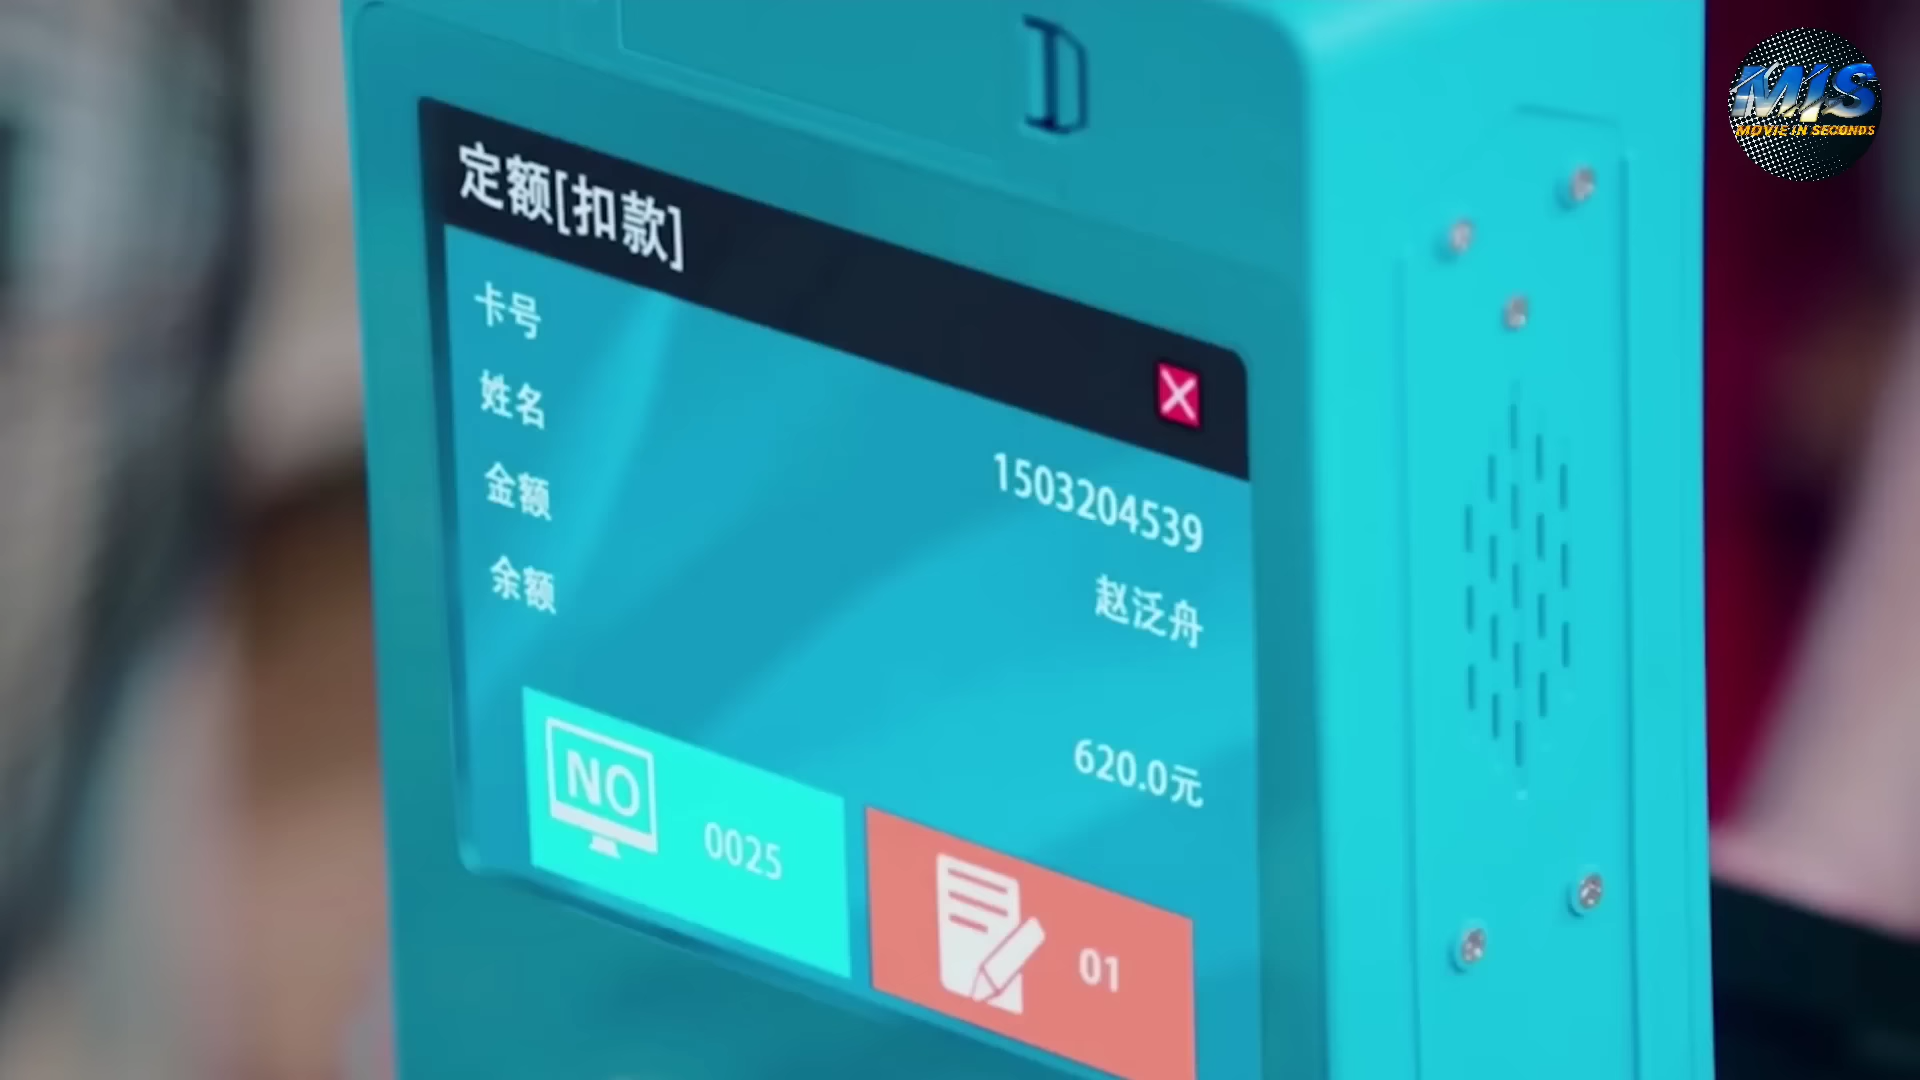 MIS
MOVIE IN SECONDS
D
定额[扣款]
卡号
1503204539
姓名
赵泛舟
金额
余额
620.0元
NO
0025
01